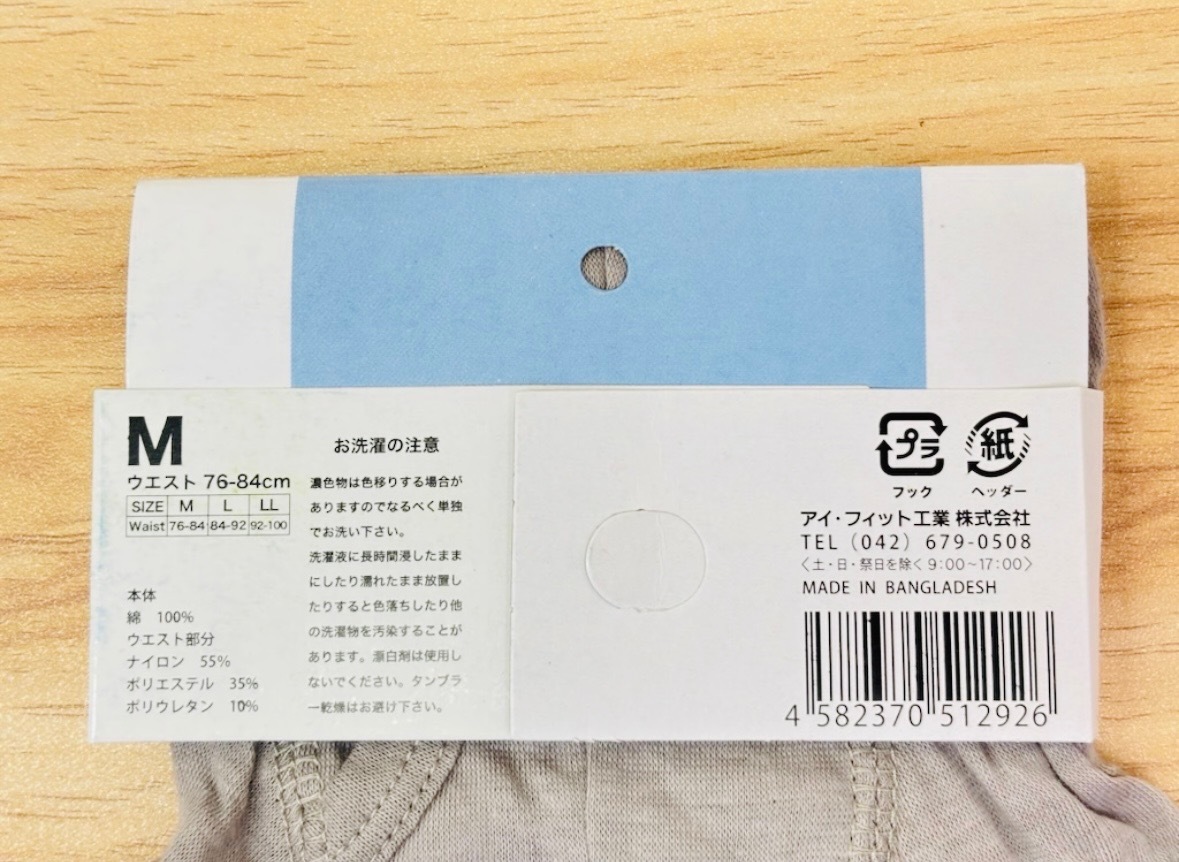 M
ウエスト 76-84cm
SIZE M L LL
Waist 76-84 84-92 92-100
本体
綿 100%
ウエスト部分
ナイロン 55%
ポリエステル 35%
ポリウレタン 10%
お洗濯の注意
濃色物は色移りする場合が
ありますのでなるべく単独
でお洗い下さい。
洗濯液に長時間浸したまま
にしたり濡れたまま放置し
たりすると色落ちしたり他
の洗濯物を汚染することが
あります。漂白剤は使用し
ないでください。タンブラ
ー乾燥はお避け下さい。
プラ 紙
フック ヘッダー
アイ・フィット工業 株式会社
TEL（042）679-0508
〈土・日・祭日を除く9:00~17:00〉
MADE IN BANGLADESH
4 582370 512926